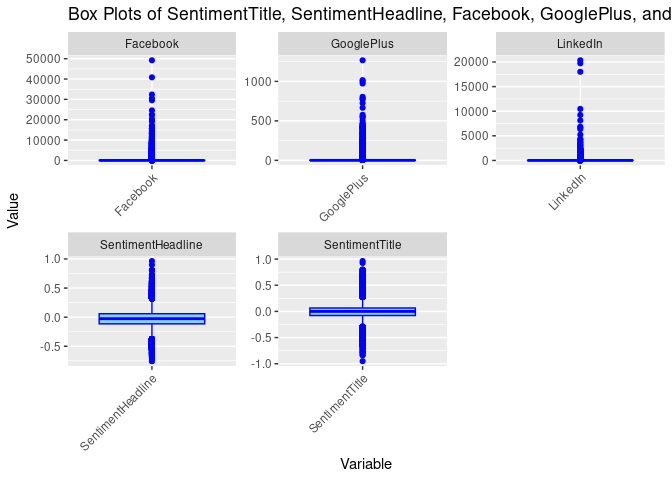 Box Plots of SentimentTitle, SentimentHeadline, Facebook, GooglePlus, and
Facebook
GooglePlus
LinkedIn
50000
40000
30000
20000
10000
0
1000
500
0
20000
15000
10000
5000
0
Facebook
GooglePlus
LinkedIn
Value
SentimentHeadline
SentimentTitle
1.0
0.5
0.0
-0.5
1.0
0.5
0.0
-0.5
-1.0
SentimentHeadline
SentimentTitle
Variable